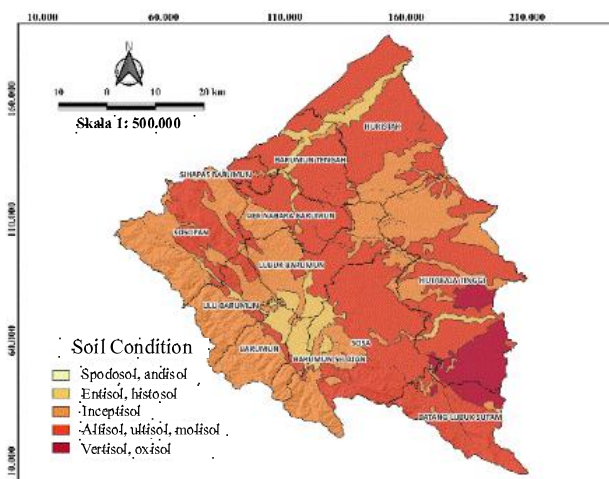 10.000 60.000 110.000 160.000 210.000
160.000
110.000
60.000
10.000
N
10 0 10 20 km
Skala 1: 500.000
HURISTAK
BARUMUN TENGAH
SIHAPAS BARUMUN
SOSOPAN
LUBUK BARUMUN
HUTARAJA TINGGI
ULU BARUMUN
SOSA
BARUMUN
BARUMUN SELATAN
BATANG LUBUK SUTAM
Soil Condition
Spodosol, andisol
Entisol, histosol
Inceptisol
Alfisol, ultisol, molisol
Vertisol, oxisol